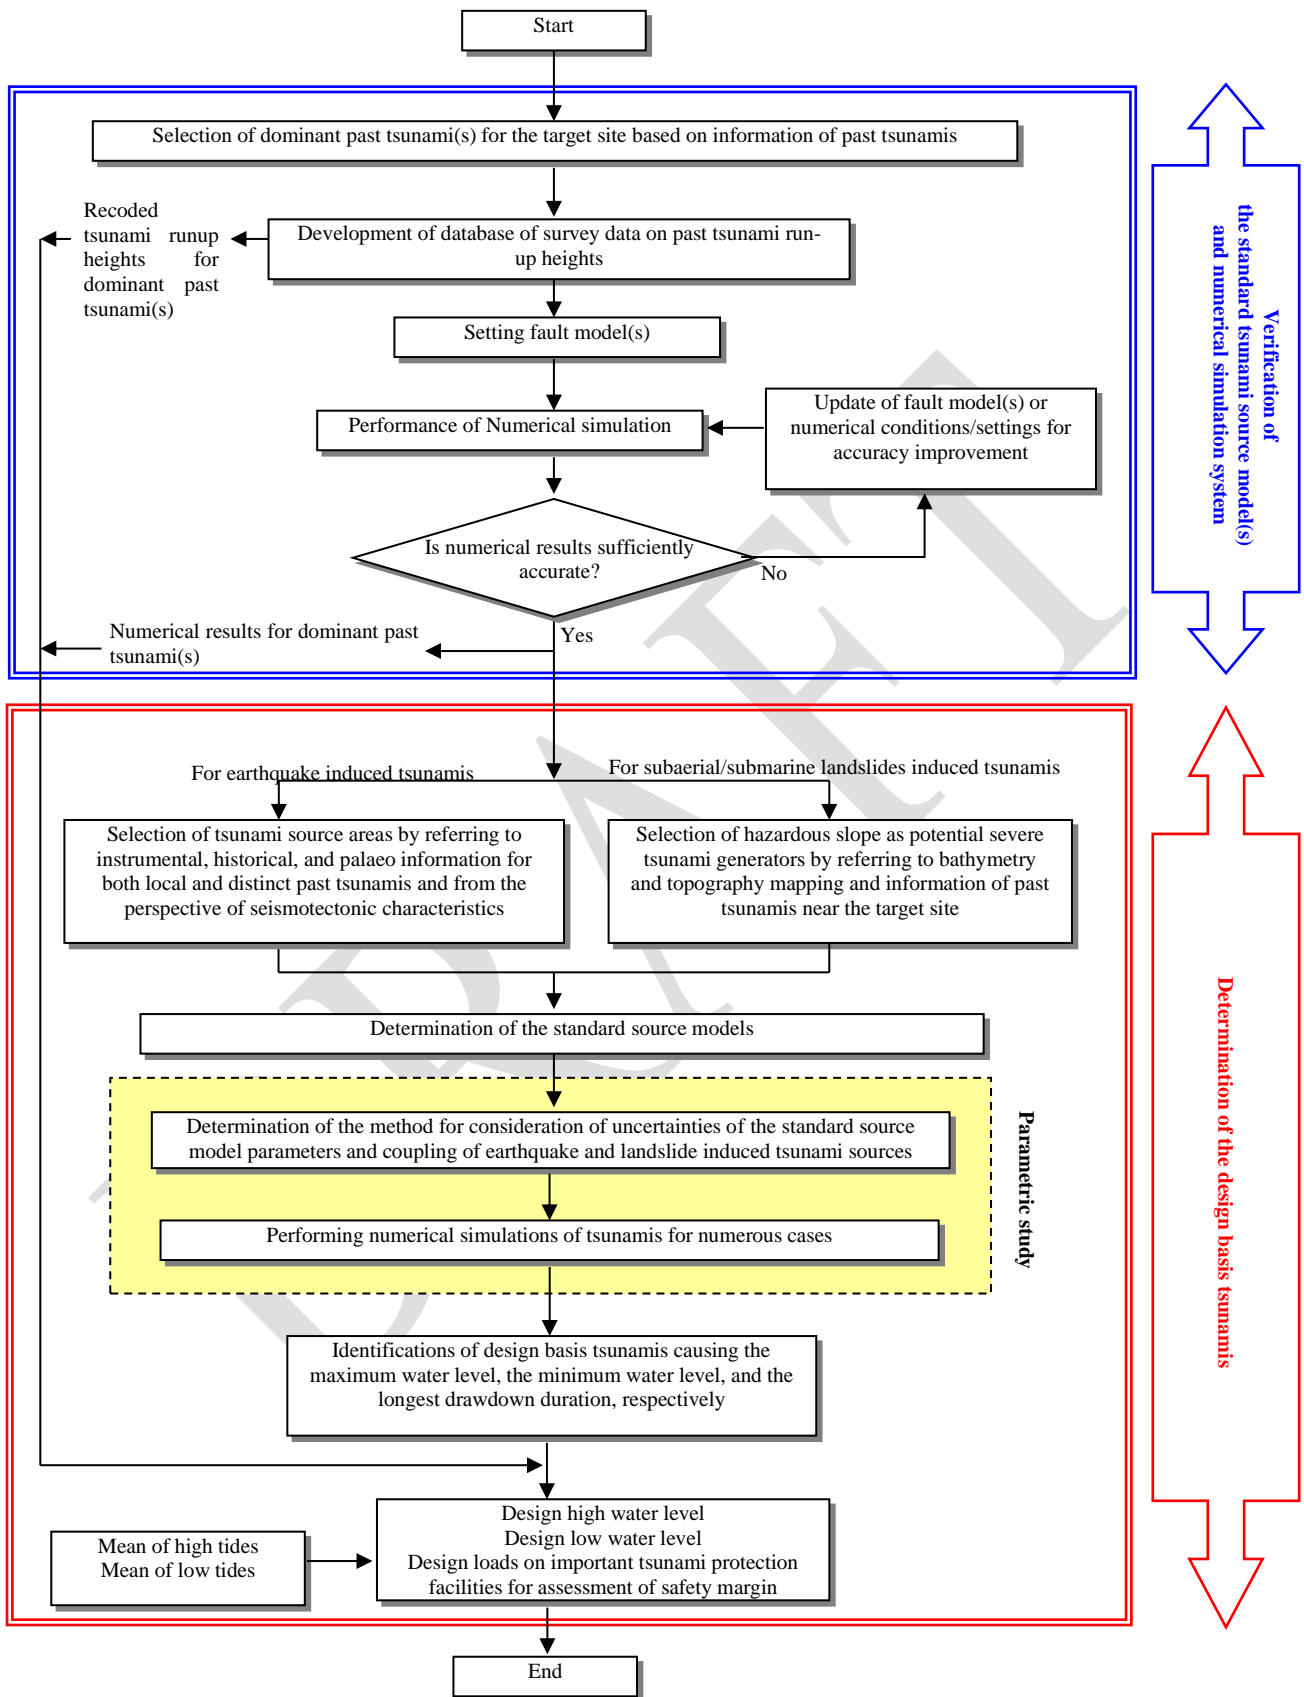 Start
Selection of dominant past tsunami(s) for the target site based on information of past tsunamis
Recoded
tsunami runup
heights for
dominant past
tsunami(s)
Development of database of survey data on past tsunami run-
up heights
Setting fault model(s)
Performance of Numerical simulation
Update of fault model(s) or
numerical conditions/settings for
accuracy improvement
Is numerical results sufficiently
accurate?
No
Yes
Numerical results for dominant past
tsunami(s)
Verification of
the standard tsunami source model(s)
and numerical simulation system
For earthquake induced tsunamis
For subaerial/submarine landslides induced tsunamis
Selection of tsunami source areas by referring to
instrumental, historical, and palaeo information for
both local and distinct past tsunamis and from the
perspective of seismotectonic characteristics
Selection of hazardous slope as potential severe
tsunami generators by referring to bathymetry
and topography mapping and information of past
tsunamis near the target site
Determination of the standard source models
Determination of the method for consideration of uncertainties of the standard source
model parameters and coupling of earthquake and landslide induced tsunami sources
Performing numerical simulations of tsunamis for numerous cases
Parametric study
Identifications of design basis tsunamis causing the
maximum water level, the minimum water level, and the
longest drawdown duration, respectively
Mean of high tides
Mean of low tides
Design high water level
Design low water level
Design loads on important tsunami protection
facilities for assessment of safety margin
End
Determination of the design basis tsunamis
DRAFT